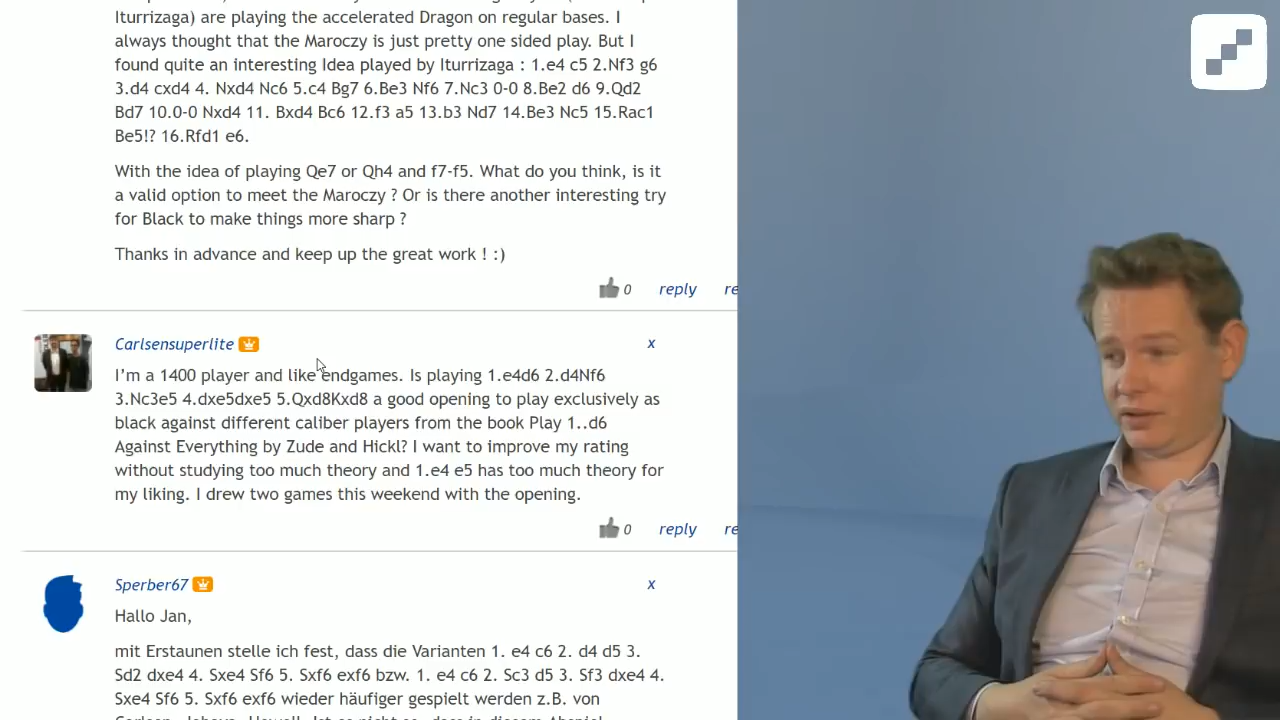 Iturrizaga) are playing the accelerated Dragon on regular bases. I
always thought that the Maroczy is just pretty one sided play. But I
found quite an interesting Idea played by Iturrizaga : 1.e4 c5 2.Nf3 g6
3.d4 cxd4 4. Nxd4 Nc6 5.c4 Bg7 6.Be3 Nf6 7.Nc3 0-0 8.Be2 d6 9.Qd2
Bd7 10.0-0 Nxd4 11. Bxd4 Bc6 12.f3 a5 13.b3 Nd7 14.Be3 Nc5 15.Rac1
Be5!? 16.Rfd1 e6.
With the idea of playing Qe7 or Qh4 and f7-f5. What do you think, is it
a valid option to meet the Maroczy ? Or is there another interesting try
for Black to make things more sharp ?
Thanks in advance and keep up the great work ! :)
0 reply re
Carlsensuperlite x
I'm a 1400 player and like endgames. Is playing 1.e4d6 2.d4Nf6
3.Nc3e5 4.dxe5dxe5 5.Qxd8Kxd8 a good opening to play exclusively as
black against different caliber players from the book Play 1..d6
Against Everything by Zude and Hickl? I want to improve my rating
without studying too much theory and 1.e4 e5 has too much theory for
my liking. I drew two games this weekend with the opening.
0 reply re
Sperber67 x
Hallo Jan,
mit Erstaunen stelle ich fest, dass die Varianten 1. e4 c6 2. d4 d5 3.
Sd2 dxe4 4. Sxe4 Sf6 5. Sxf6 exf6 bzw. 1. e4 c6 2. Sc3 d5 3. Sf3 dxe4 4.
Sxe4 Sf6 5. Sxf6 exf6 wieder häufiger gespielt werden z.B. von